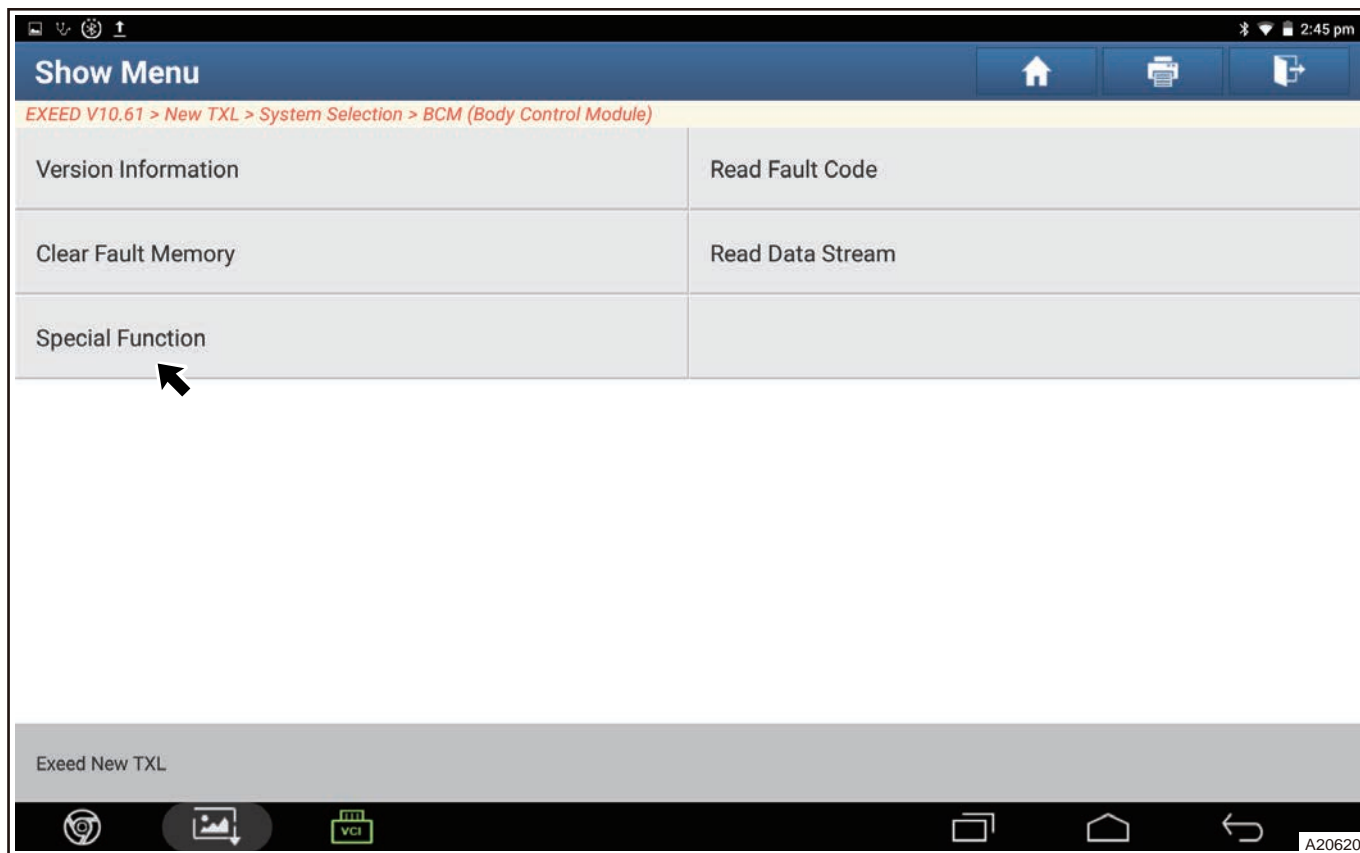 2:45 pm
Show Menu
EXEED V10.61 > New TXL > System Selection > BCM (Body Control Module)
Version Information
Read Fault Code
Clear Fault Memory
Read Data Stream
Special Function
Exeed New TXL
VCI
A20620